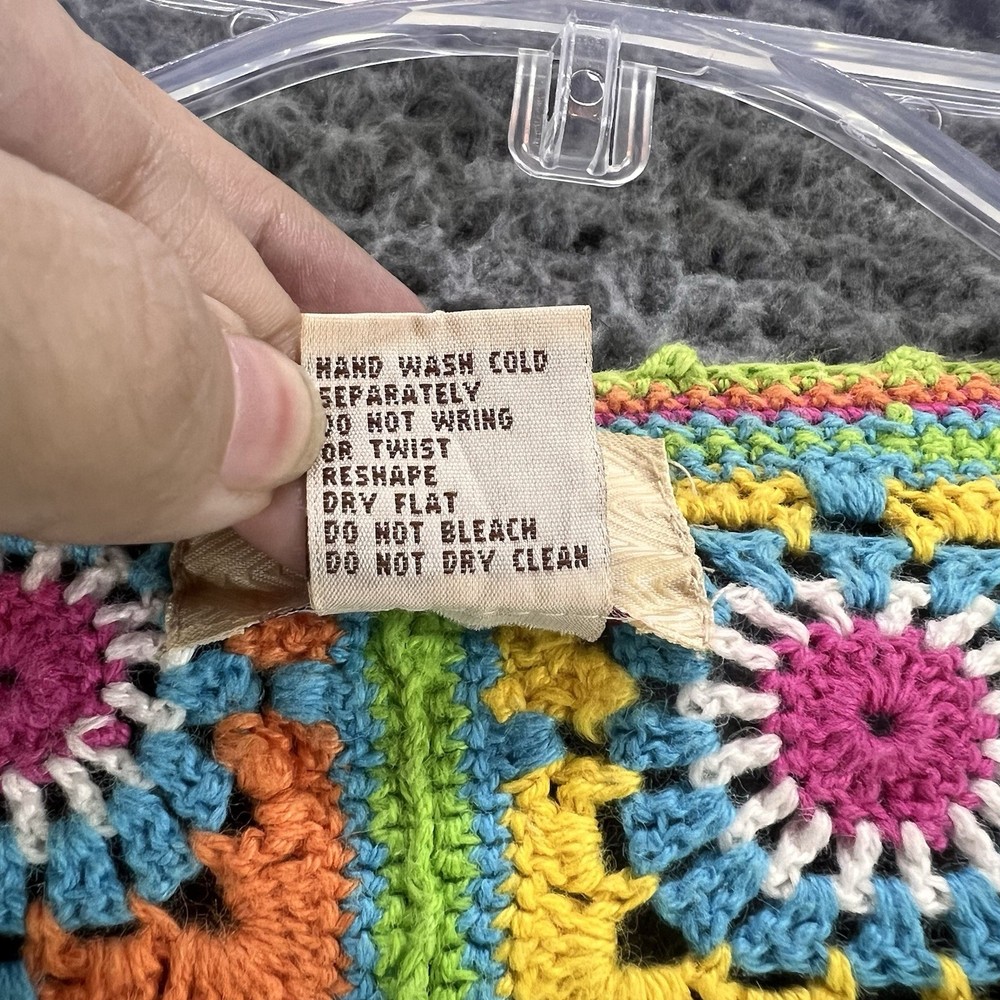 HAND WASH COLD
SEPARATELY
DO NOT WRING
OR TWIST
RESHAPE
DRY FLAT
DO NOT BLEACH
DO NOT DRY CLEAN